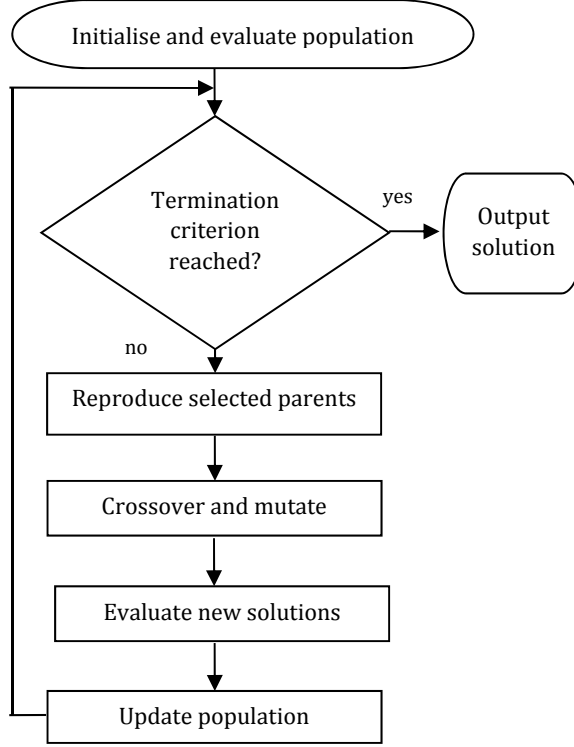 Initialise and evaluate population
Termination
criterion
reached?
yes
Output
solution
no
Reproduce selected parents
Crossover and mutate
Evaluate new solutions
Update population